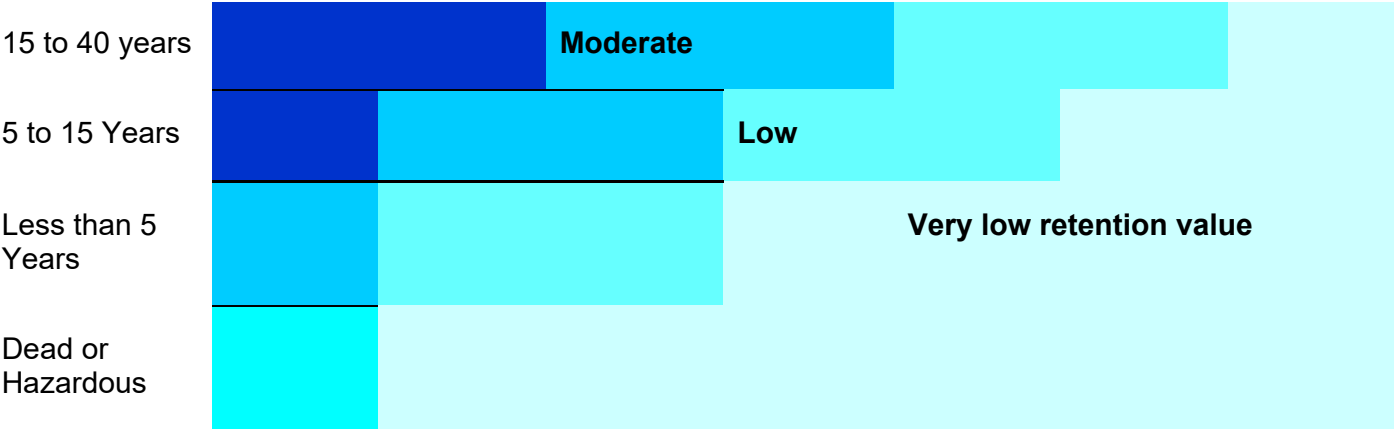 15 to 40 years
Moderate
5 to 15 Years
Low
Less than 5
Years
Very low retention value
Dead or
Hazardous